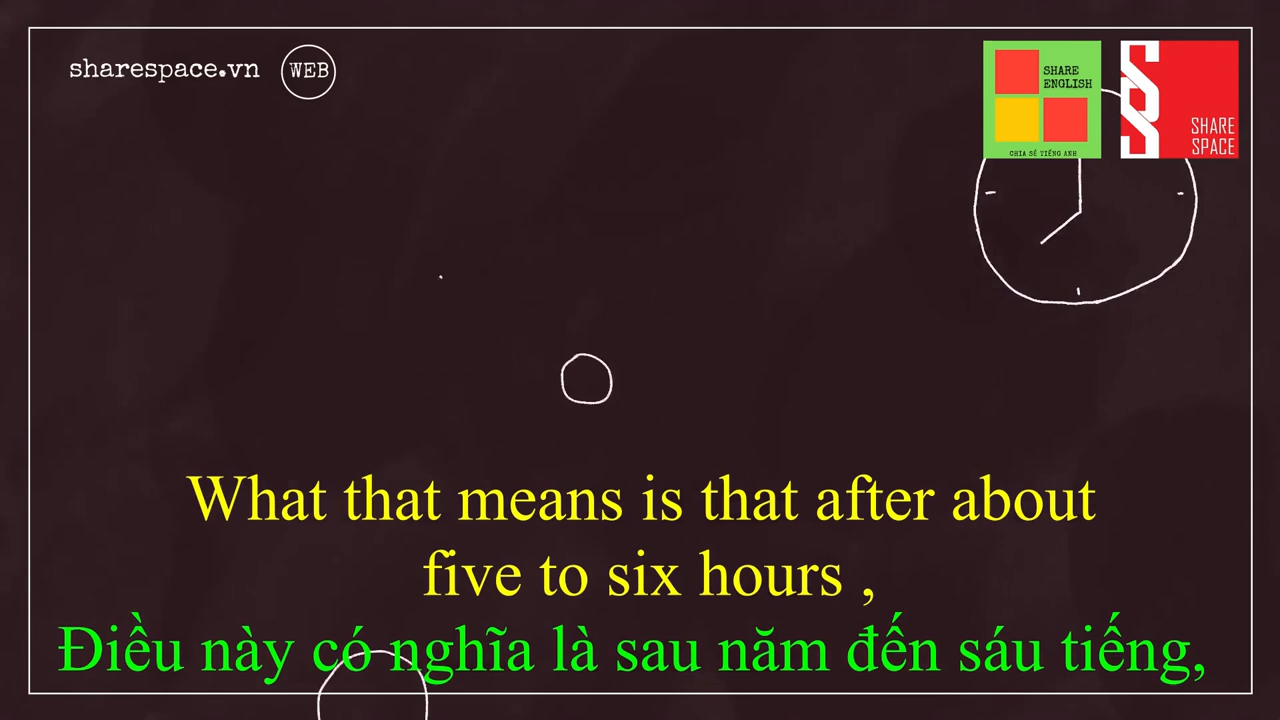 sharespace.vn WEB
SHARE
ENGLISH
CHIA SẺ TIẾNG ANH
SHARE
SPACE
What that means is that after about
five to six hours ,
Điều này có nghĩa là sau năm đến sáu tiếng,